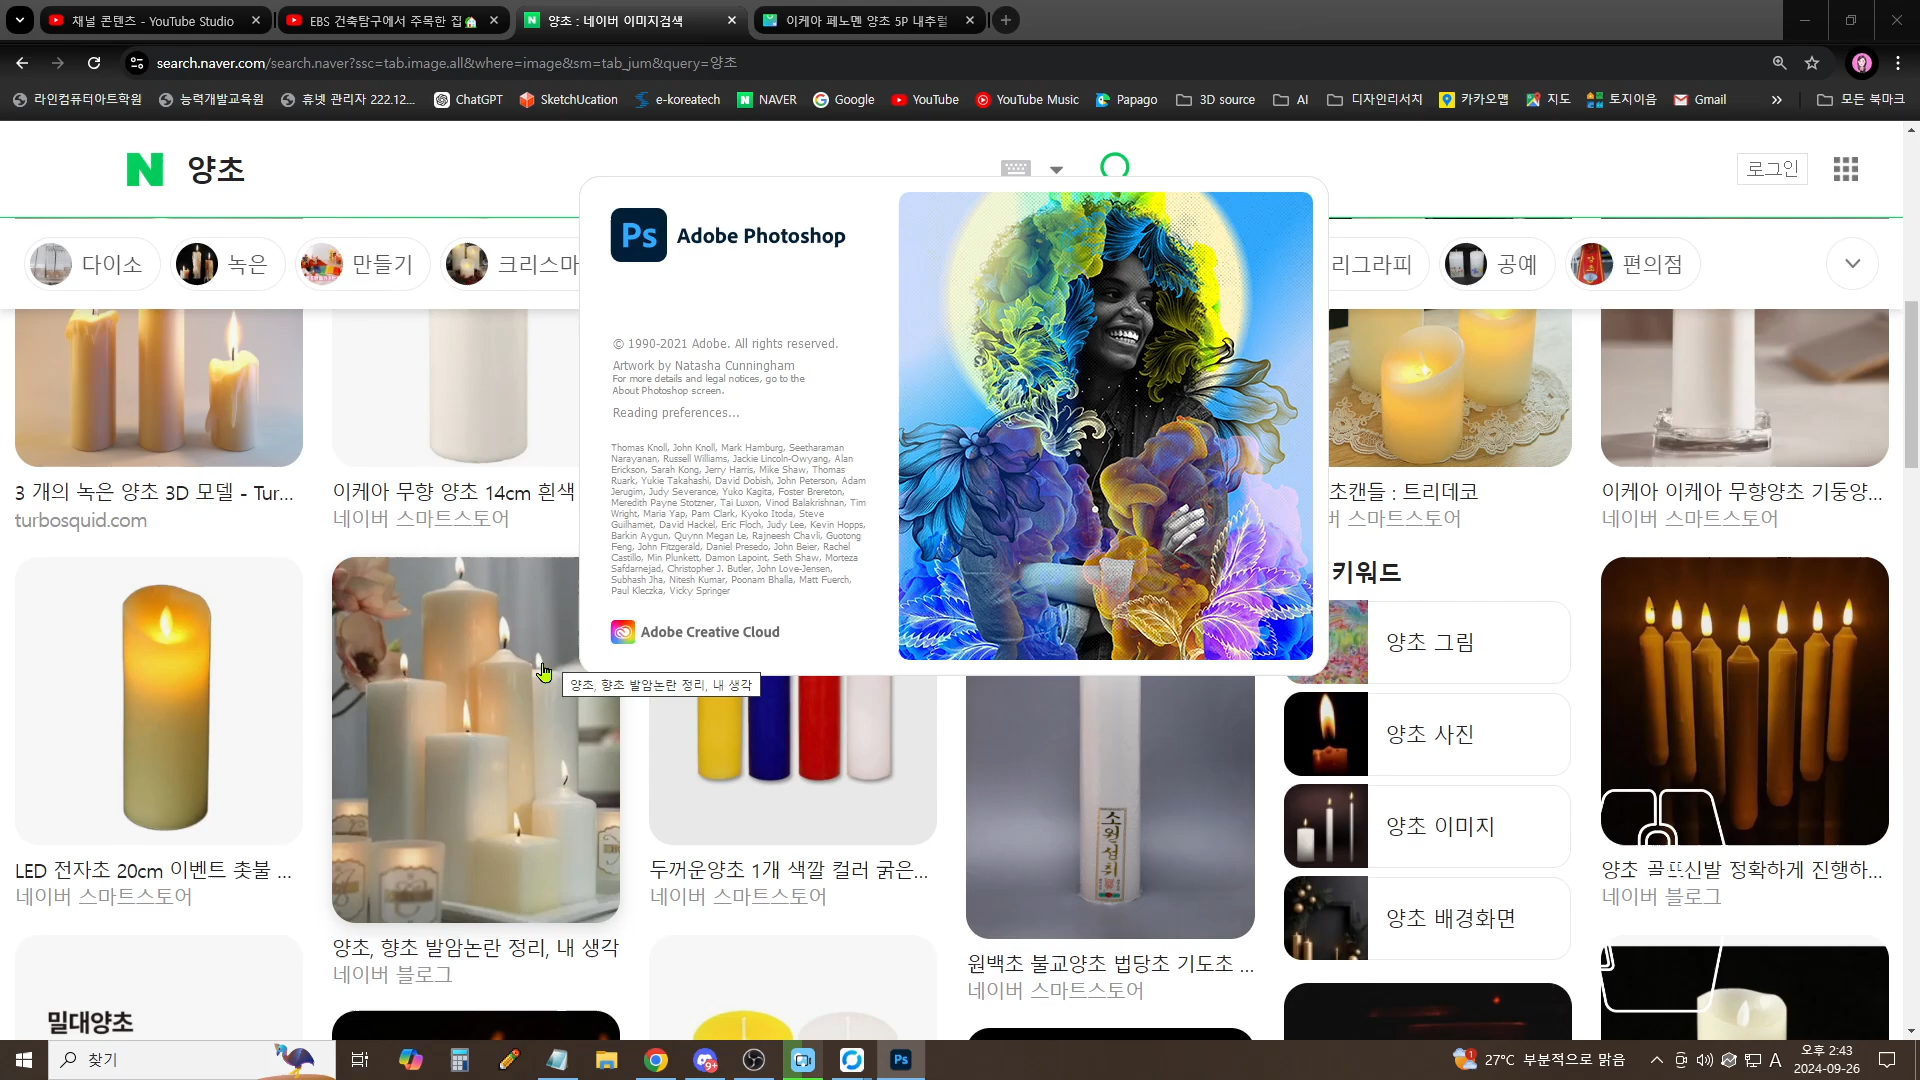 채널 콘텐츠 - YouTube Studio
EBS 건축탐구에서 주목한 집
양초 : 네이버 이미지검색
이케아 페노멘 양초 5P 내추럴
search.naver.com/search.naver?ssc=tab.image.all&where=image&sm=tab_jum&query=양초
라인컴퓨터아트학원
능력개발교육원
휴넷 관리자 222.12...
ChatGPT
SketchUcation
e-koreatech
NAVER
Google
YouTube
YouTube Music
Papago
3D source
AI
디자인리서치
카카오맵
지도
토지이음
Gmail
»
모든 북마크
N 양초
로그인
다이소
녹은
만들기
크리스마
리그라피
공예
편의점
Ps Adobe Photoshop
© 1990-2021 Adobe. All rights reserved.
Artwork by Natasha Cunningham
For more details and legal notices, go to the
About Photoshop screen.
Reading preferences...
Thomas Knoll, John Knoll, Mark Hamburg, Seetharaman
Narayanan, Russell Williams, Jackie Lincoln-Owyang, Alan
Erickson, Sarah Kong, Jerry Harris, Mike Shaw, Thomas
Ruark, Yukie Takahashi, David Dobish, John Peterson, Adam
Jerugim, Judy Severance, Yuko Kagita, Foster Brereton,
Meredith Payne Stotzner, Tai Luxon, Vinod Balakrishnan, Tim
Wright, Maria Yap, Pam Clark, Kyoko Itoda, Steve
Guilhamet, David Hackel, Eric Floch, Judy Lee, Kevin Hopps,
Barkin Aygun, Quynn Megan Le, Rajneesh Chavli, Guotong
Feng, John Fitzgerald, Daniel Presedo, John Beier, Rachel
Castillo, Min Plunkett, Damon Lapoint, Seth Shaw, Morteza
Safdarnejad, Christopher J. Butler, John Love-Jensen,
Subhash Jha, Nitesh Kumar, Poonam Bhalla, Matt Fuerch,
Paul Kleczka, Vicky Springer
Adobe Creative Cloud
3 개의 녹은 양초 3D 모델 - Tur...
turbosquid.com
이케아 무향 양초 14cm 흰색
네이버 스마트스토어
초캔들 : 트리데코
스마트스토어
이케아 이케아 무향양초 기둥양...
네이버 스마트스토어
양초, 향초 발암논란 정리, 내 생각
키워드
양초 그림
양초 사진
양초 이미지
양초 배경화면
소원성취
LED 전자초 20cm 이벤트 촛불 ...
네이버 스마트스토어
양초, 향초 발암논란 정리, 내 생각
네이버 블로그
두꺼운양초 1개 색깔 컬러 굵은...
네이버 스마트스토어
원백초 불교양초 법당초 기도초 ...
네이버 스마트스토어
양초 골프신발 정확하게 진행하...
네이버 블로그
밀대양초
찾기
9+
Ps
1
27°C 부분적으로 맑음
A
오후 2:43
2024-09-26